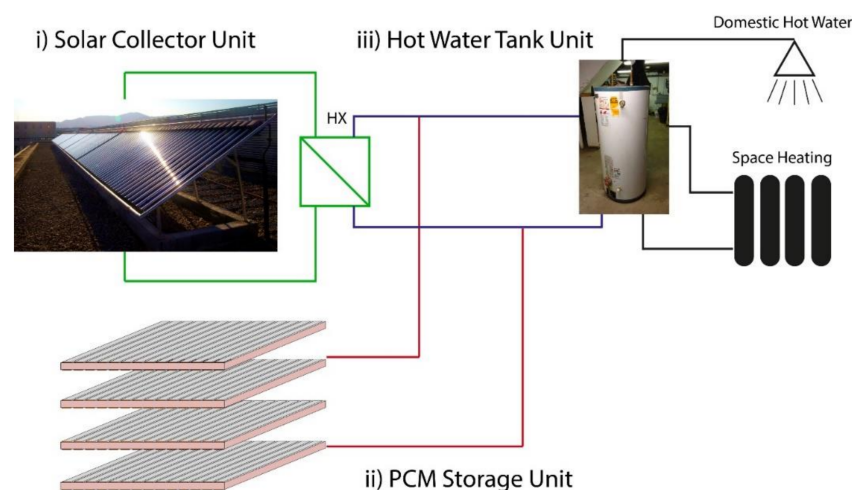 Domestic Hot Water
i) Solar Collector Unit
iii) Hot Water Tank Unit
HX
Space Heating
ii) PCM Storage Unit